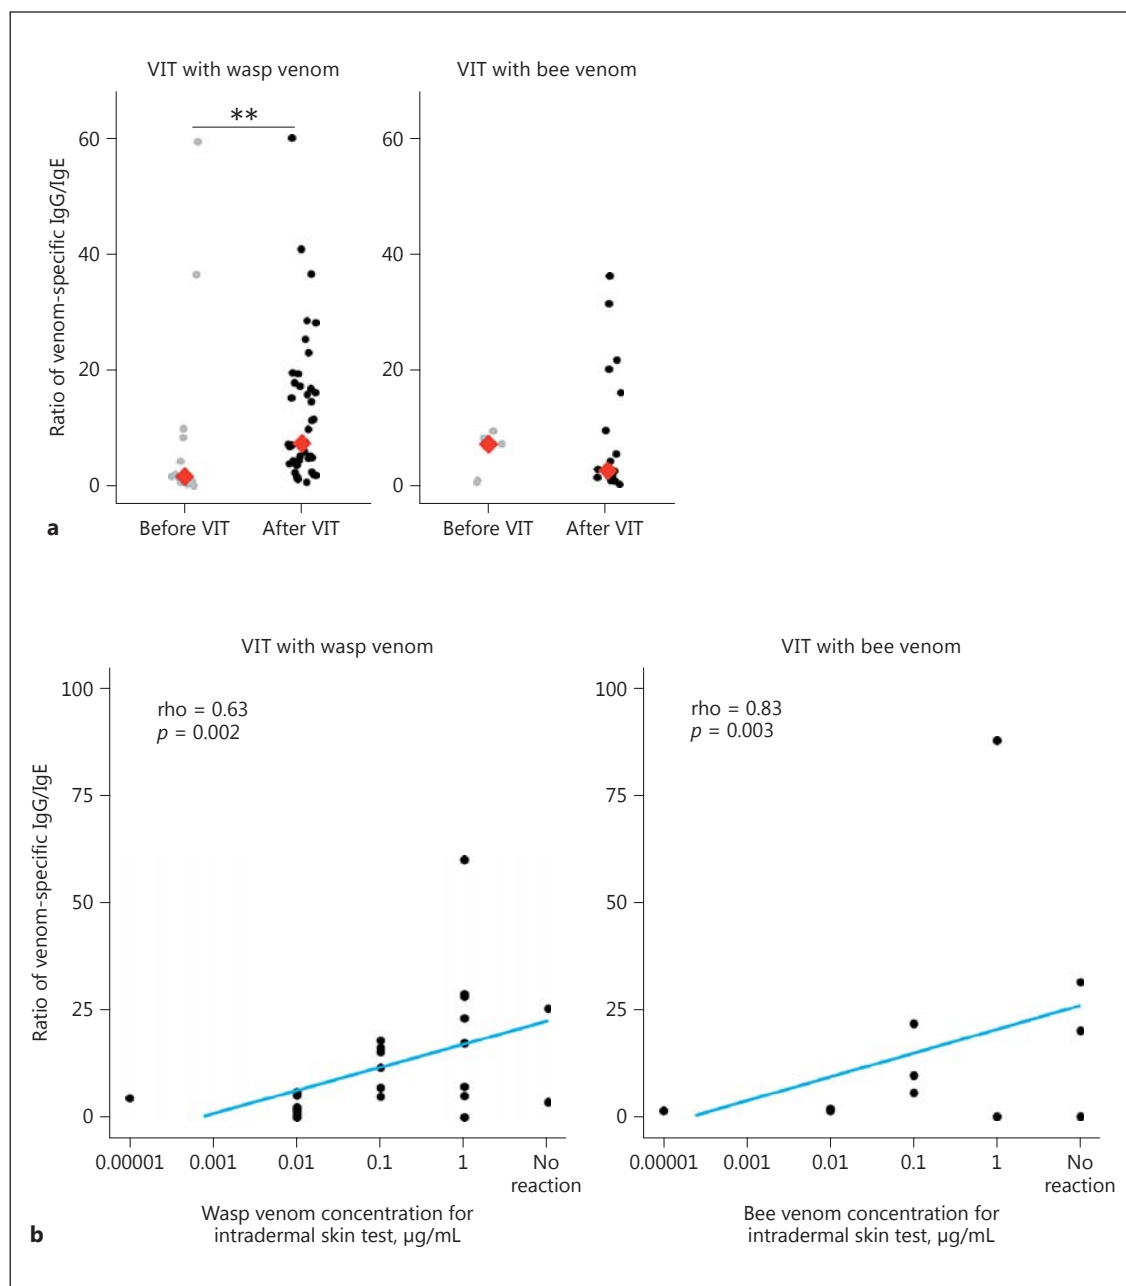 VIT with wasp venom
VIT with bee venom
**
Ratio of venom-specific IgG/IgE
60
40
20
0
60
40
20
0
Before VIT
After VIT
Before VIT
After VIT
a
VIT with wasp venom
VIT with bee venom
rho = 0.63
p = 0.002
rho = 0.83
p = 0.003
Ratio of venom-specific IgG/IgE
100
75
50
25
0
100
75
50
25
0
0.00001
0.001
0.01
0.1
1
No
reaction
0.00001
0.001
0.01
0.1
1
No
reaction
Wasp venom concentration for
intradermal skin test, µg/mL
Bee venom concentration for
intradermal skin test, µg/mL
b